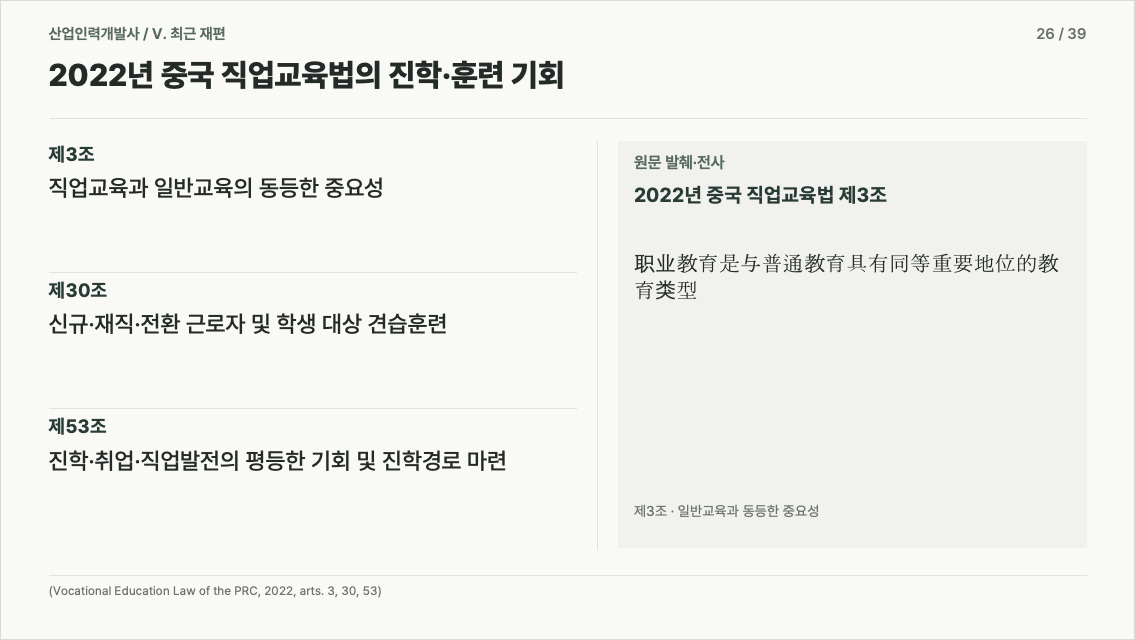 산업인력개발사 / V. 최근 재편
26 / 39
2022년 중국 직업교육법의 진학·훈련 기회
제3조
직업교육과 일반교육의 동등한 중요성
제30조
신규·재직·전환 근로자 및 학생 대상 견습훈련
제53조
진학·취업·직업발전의 평등한 기회 및 진학경로 마련
원문 발췌·전사
2022년 중국 직업교육법 제3조
职业教育是与普通教育具有同等重要地位的教
育类型
제3조 · 일반교육과 동등한 중요성
(Vocational Education Law of the PRC, 2022, arts. 3, 30, 53)